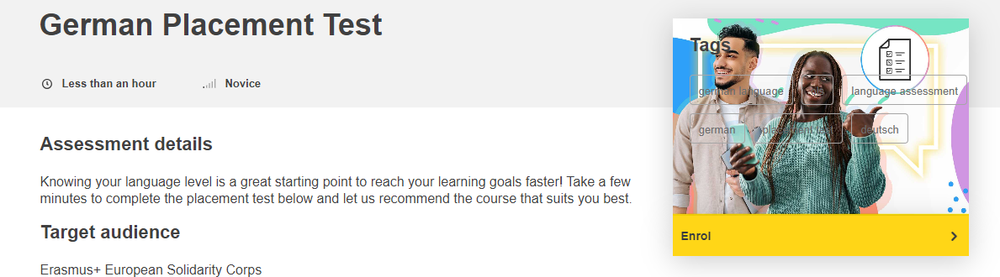 German Placement Test
Less than an hour
Novice
Assessment details
Knowing your language level is a great starting point to reach your learning goals faster! Take a few
minutes to complete the placement test below and let us recommend the course that suits you best.
Target audience
Erasmus+ European Solidarity Corps
Tags
german language
ols
language assessment
german
placement test
deutsch
Enrol